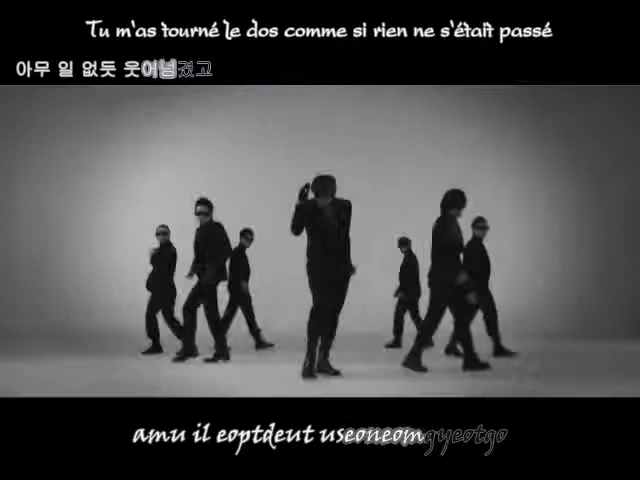 Tu m'as tourné le dos comme si rien ne s'était passé
아무 일 없듯 웃어넘겼고
amu il eoptdeut useoneomgyeotgo